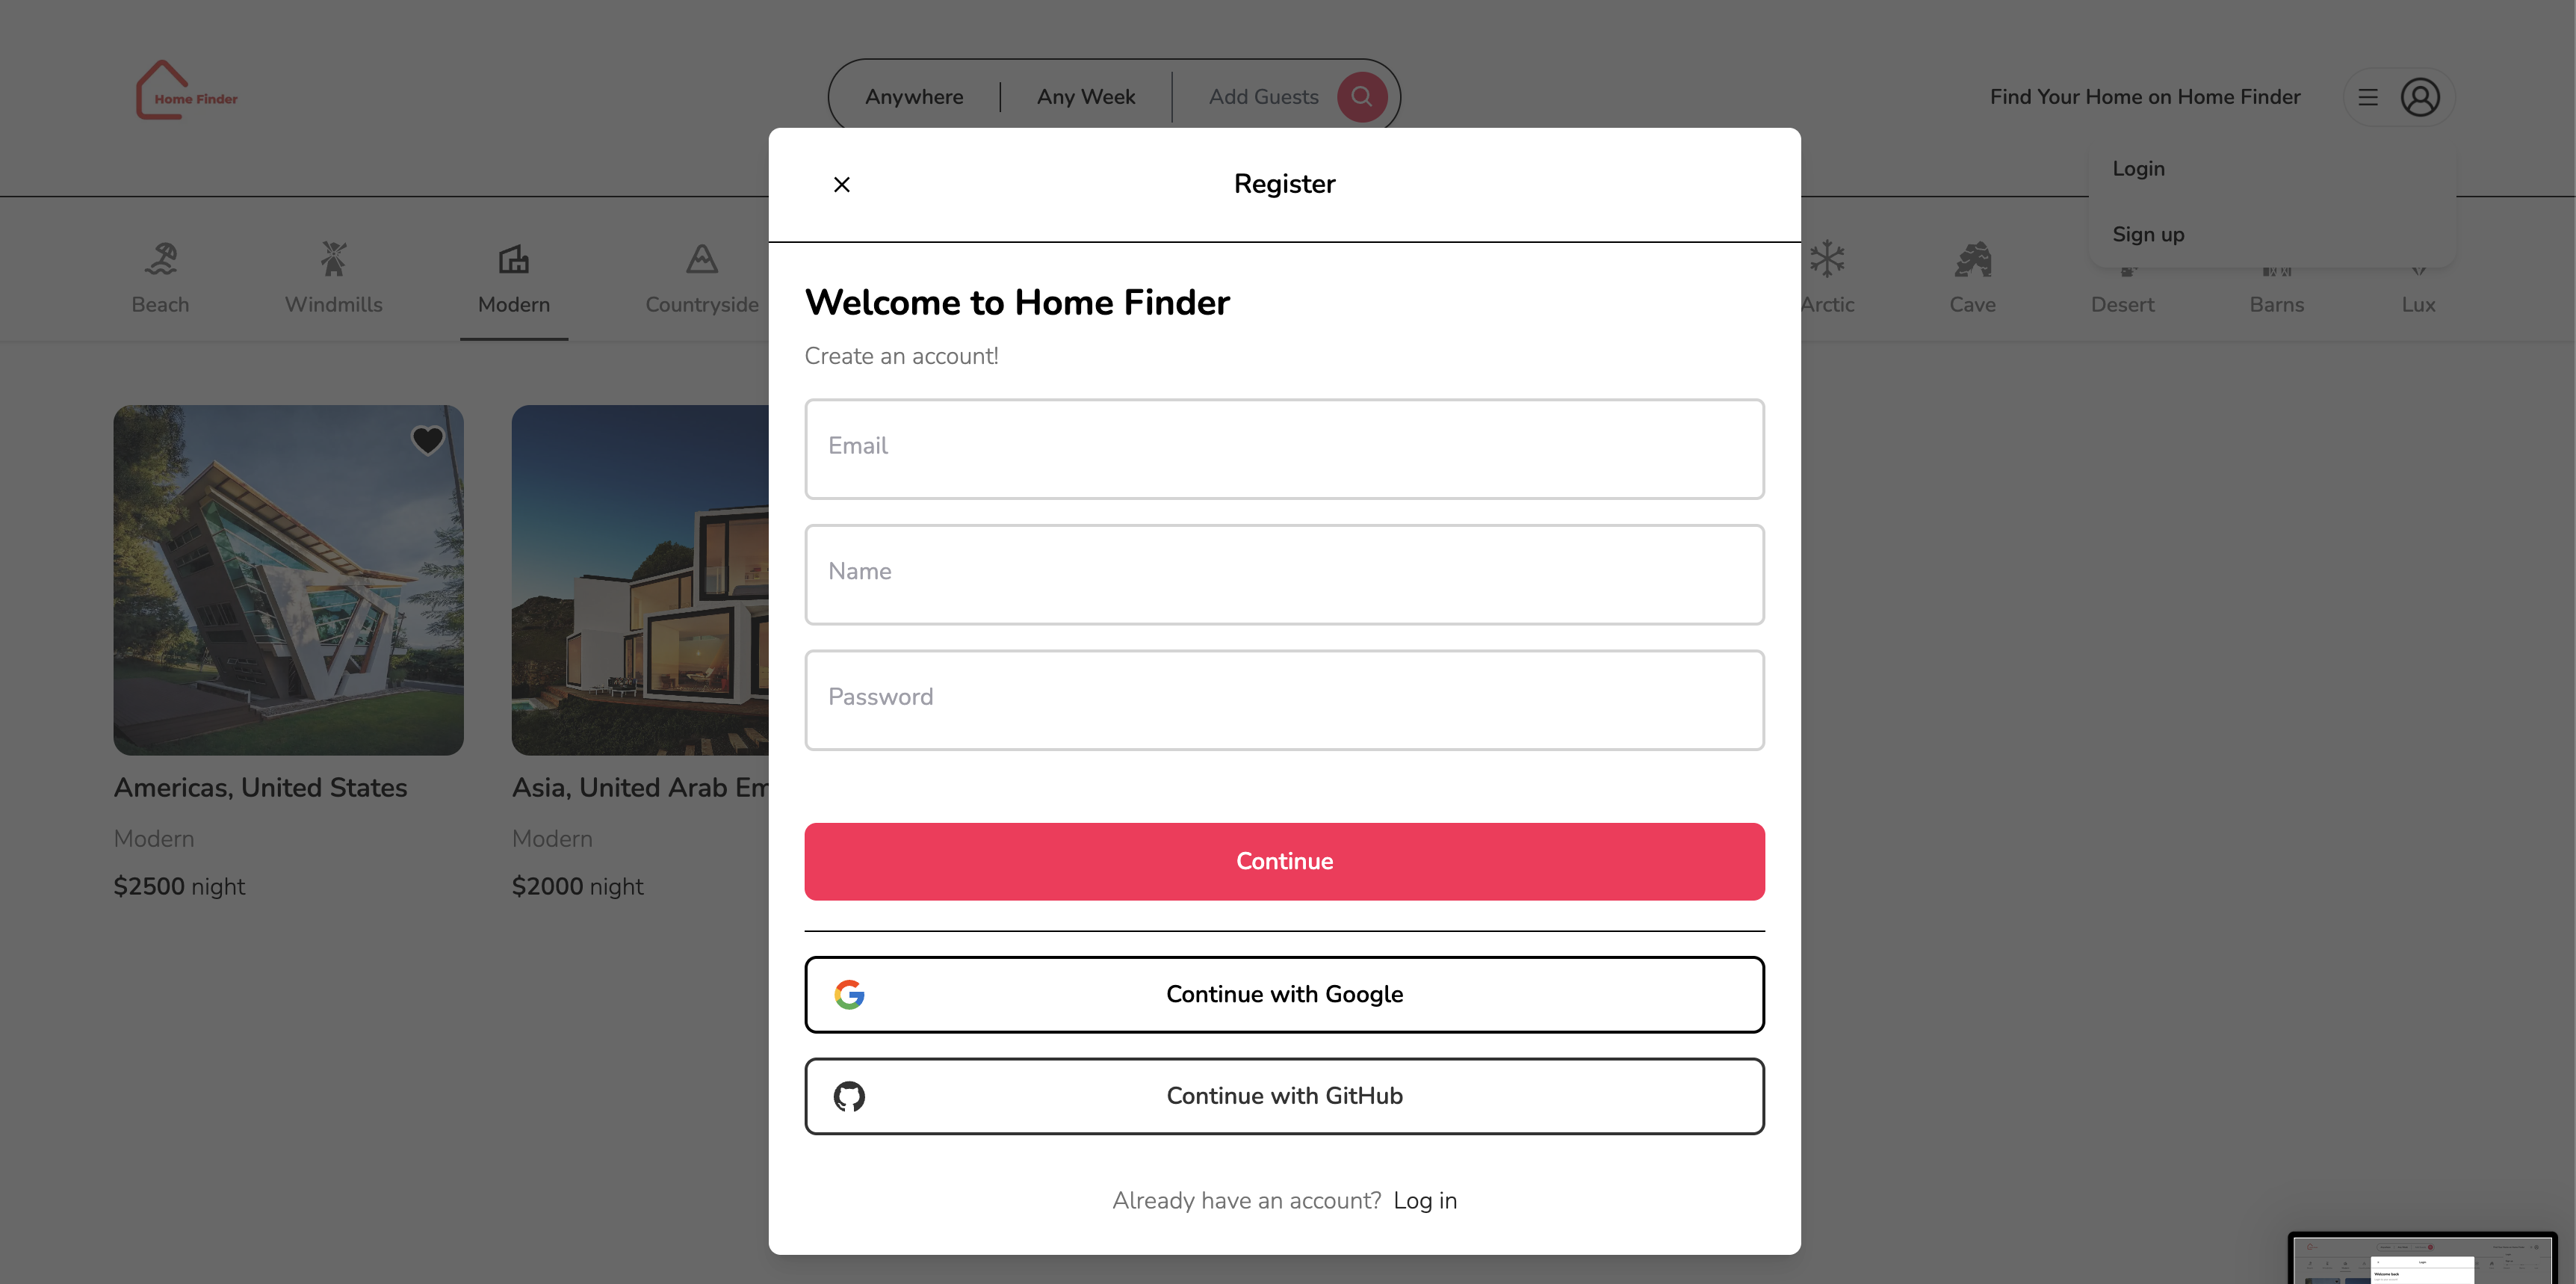 Home Finder
Anywhere
Any Week
Add Guests
Find Your Home on Home Finder
Login
Sign up
Beach
Windmills
Modern
Countryside
Arctic
Cave
Desert
Barns
Lux
Register
Welcome to Home Finder
Create an account!
Email
Name
Password
Continue
Continue with Google
Continue with GitHub
Already have an account? Log in
Americas, United States
Modern
$2500 night
Asia, United Arab Em
Modern
$2000 night